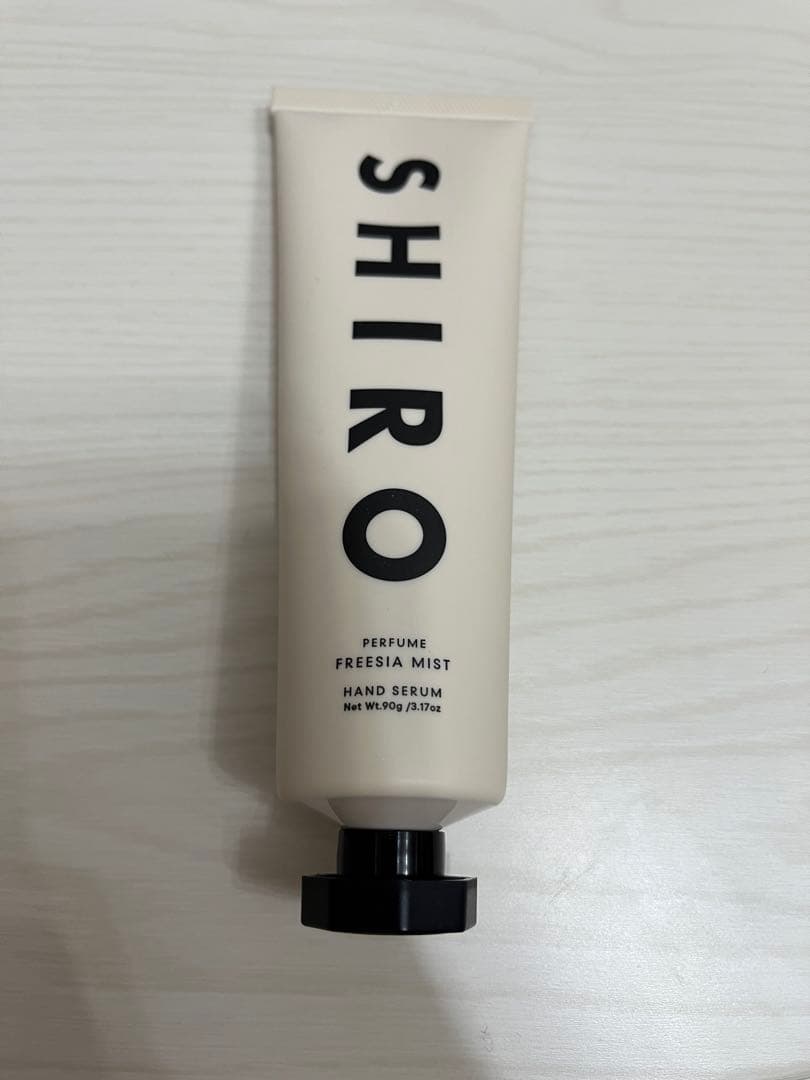 SHIRO
PERFUME
FREESIA MIST
HAND SERUM
Net Wt.90g /3.17oz